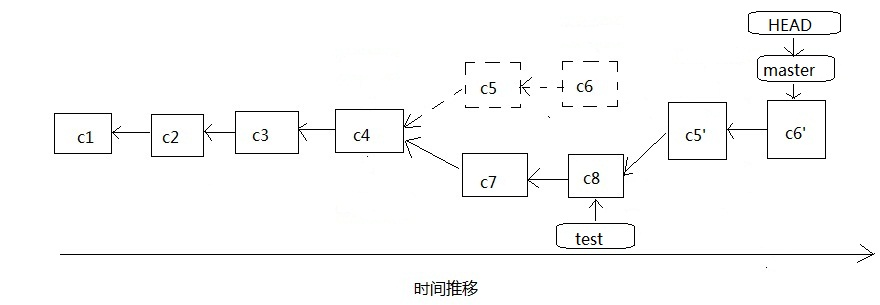 HEAD
master
c5
c6
c1
c2
c3
c4
c5'
c6'
c7
c8
test
时间推移